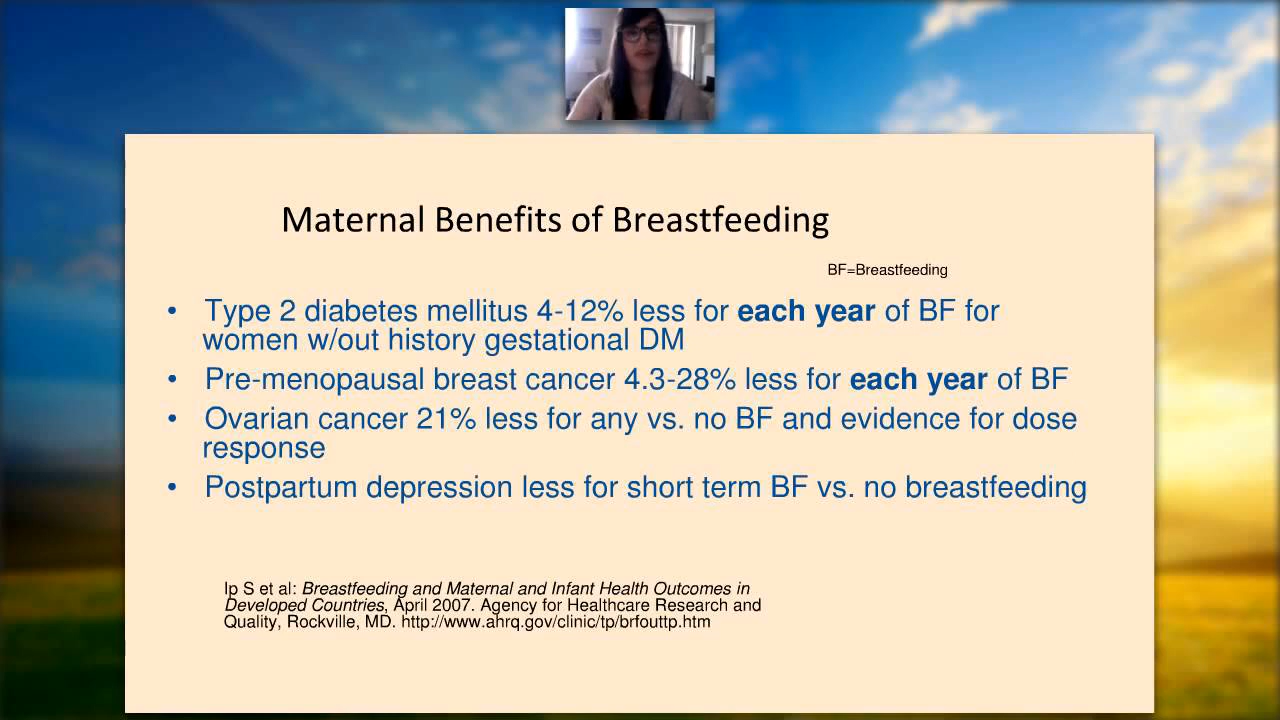 Maternal Benefits of Breastfeeding
BF=Breastfeeding
• Type 2 diabetes mellitus 4-12% less for each year of BF for
women w/out history gestational DM
• Pre-menopausal breast cancer 4.3-28% less for each year of BF
• Ovarian cancer 21% less for any vs. no BF and evidence for dose
response
• Postpartum depression less for short term BF vs. no breastfeeding
Ip S et al: Breastfeeding and Maternal and Infant Health Outcomes in
Developed Countries, April 2007. Agency for Healthcare Research and
Quality, Rockville, MD. http://www.ahrq.gov/clinic/tp/brfouttp.htm